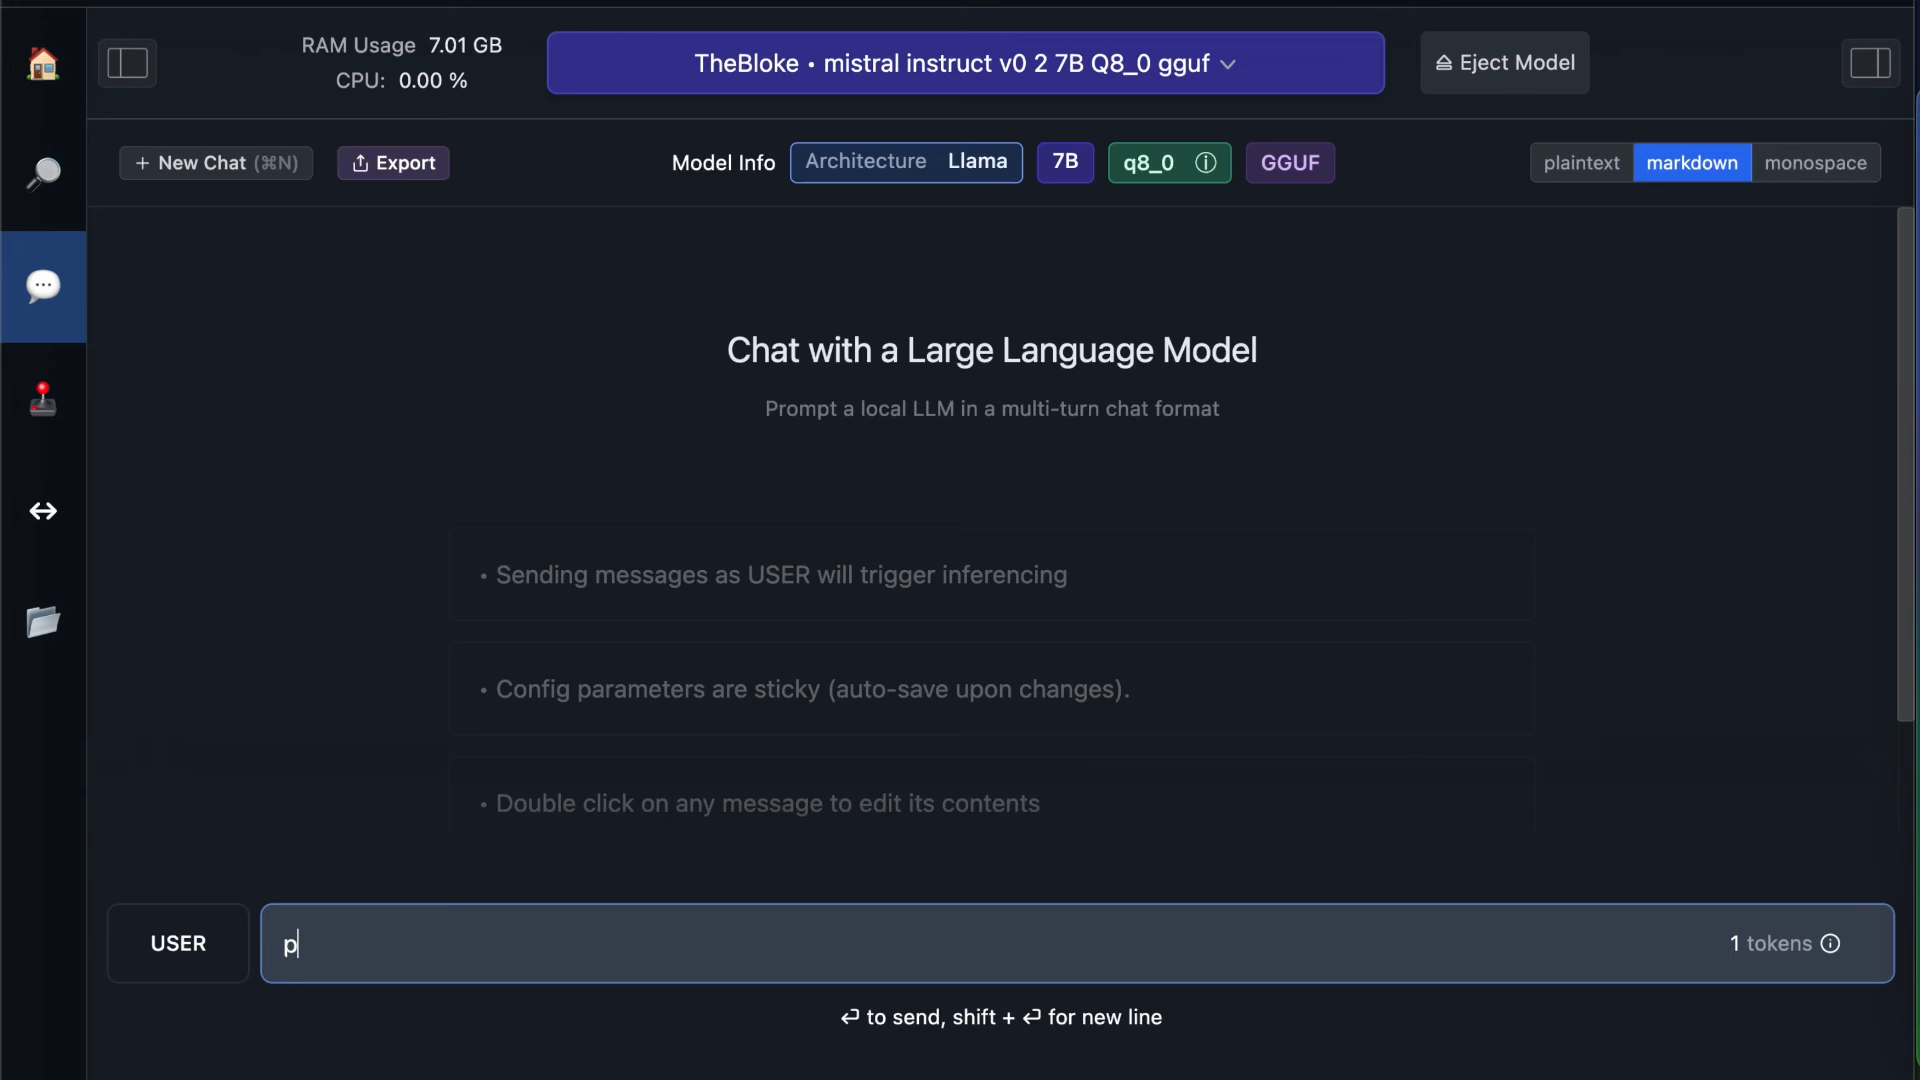 RAM Usage 7.01 GB
CPU: 0.00 %
TheBloke • mistral instruct v0 2 7B Q8_0 gguf
Eject Model
+ New Chat (⌘N)
Export
Model Info
Architecture Llama
7B
q8_0
GGUF
plaintext
markdown
monospace
Chat with a Large Language Model
Prompt a local LLM in a multi-turn chat format
• Sending messages as USER will trigger inferencing
• Config parameters are sticky (auto-save upon changes).
• Double click on any message to edit its contents
USER
p
1 tokens
⏎ to send, shift + ⏎ for new line